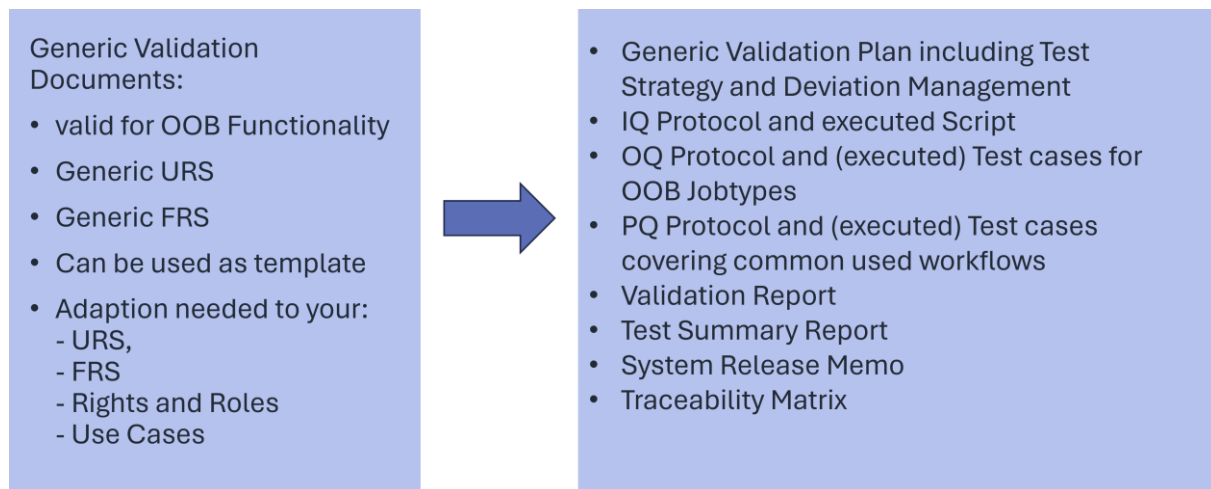 Generic Validation
Documents:
• valid for OOB Functionality
• Generic URS
• Generic FRS
• Can be used as template
• Adaption needed to your:
- URS,
- FRS
- Rights and Roles
- Use Cases
• Generic Validation Plan including Test
Strategy and Deviation Management
• IQ Protocol and executed Script
• OQ Protocol and (executed) Test cases for
OOB Jobtypes
• PQ Protocol and (executed) Test cases
covering common used workflows
• Validation Report
• Test Summary Report
• System Release Memo
• Traceability Matrix